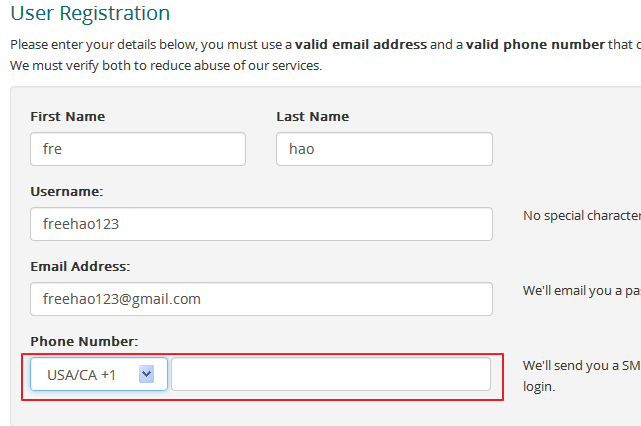 User Registration
Please enter your details below, you must use a valid email address and a valid phone number that
We must verify both to reduce abuse of our services.
First Name
Last Name
fre
hao
Username:
freehao123
No special
Email Address:
freehao123@gmail.com
We'll email you a
Phone Number:
USA/CA +1
We'll send you a
login.